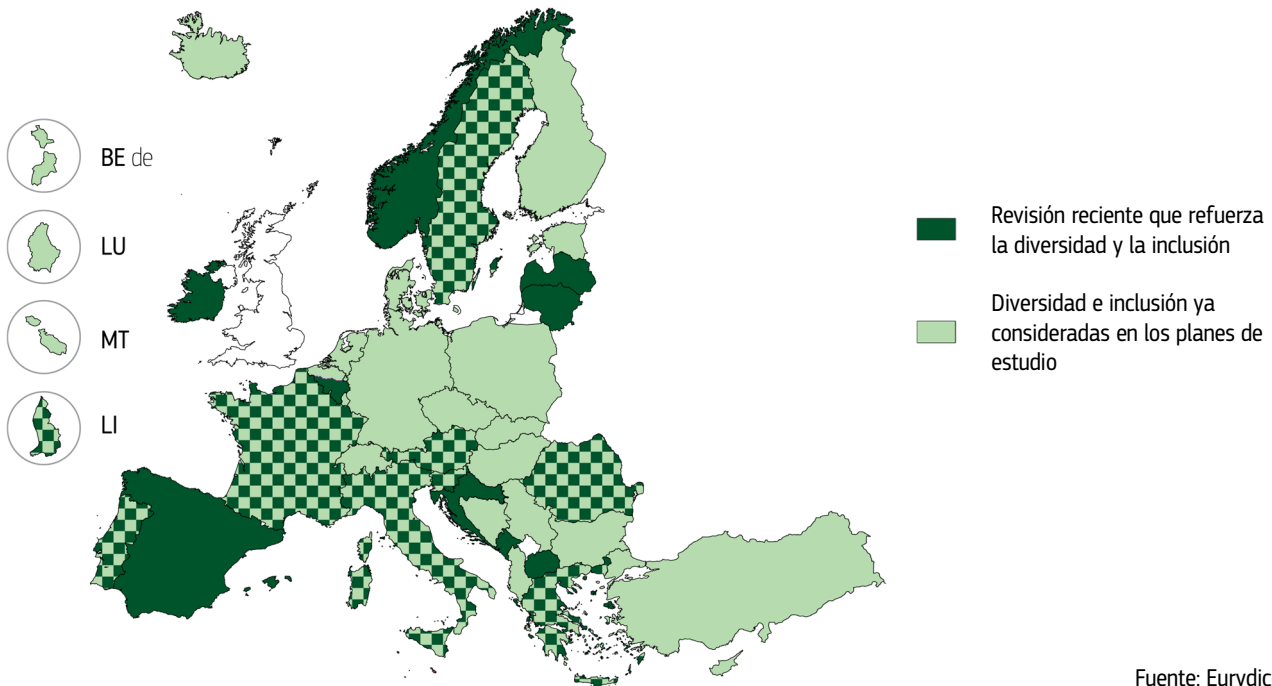 BE de
LU
MT
LI
Revisión reciente que refuerza
la diversidad y la inclusión
Diversidad e inclusión ya
consideradas en los planes de
estudio
Fuente: Eurydic